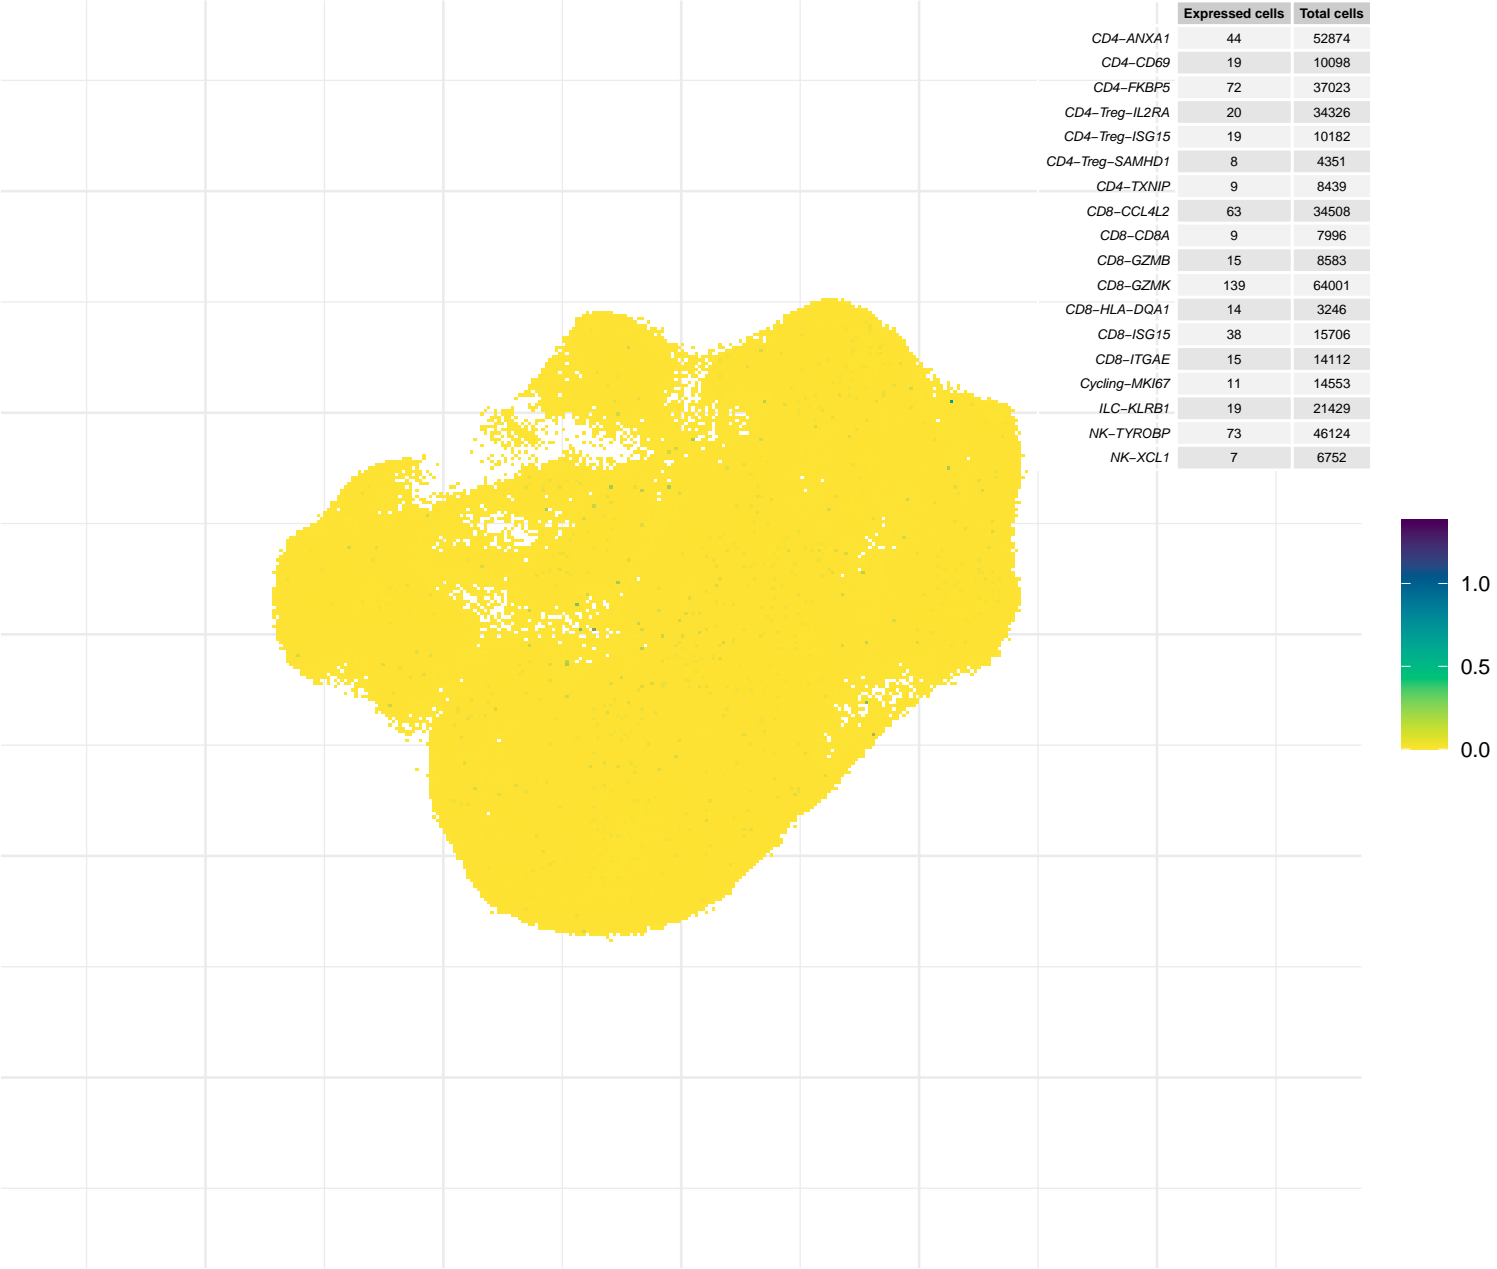 Expressed cells Total cells
CD4−ANXA1 44 52874
CD4−CD69 19 10098
CD4−FKBP5 72 37023
CD4−Treg−IL2RA 20 34326
CD4−Treg−ISG15 19 10182
CD4−Treg−SAMHD1 8 4351
CD4−TXNIP 9 8439
CD8−CCL4L2 63 34508
CD8−CD8A 9 7996
CD8−GZMB 15 8583
CD8−GZMK 139 64001
CD8−HLA−DQA1 14 3246
CD8−ISG15 38 15706
CD8−ITGAE 15 14112
Cycling−MKI67 11 14553
ILC−KLRB1 19 21429
NK−TYROBP 73 46124
NK−XCL1 7 6752
1.0
0.5
0.0